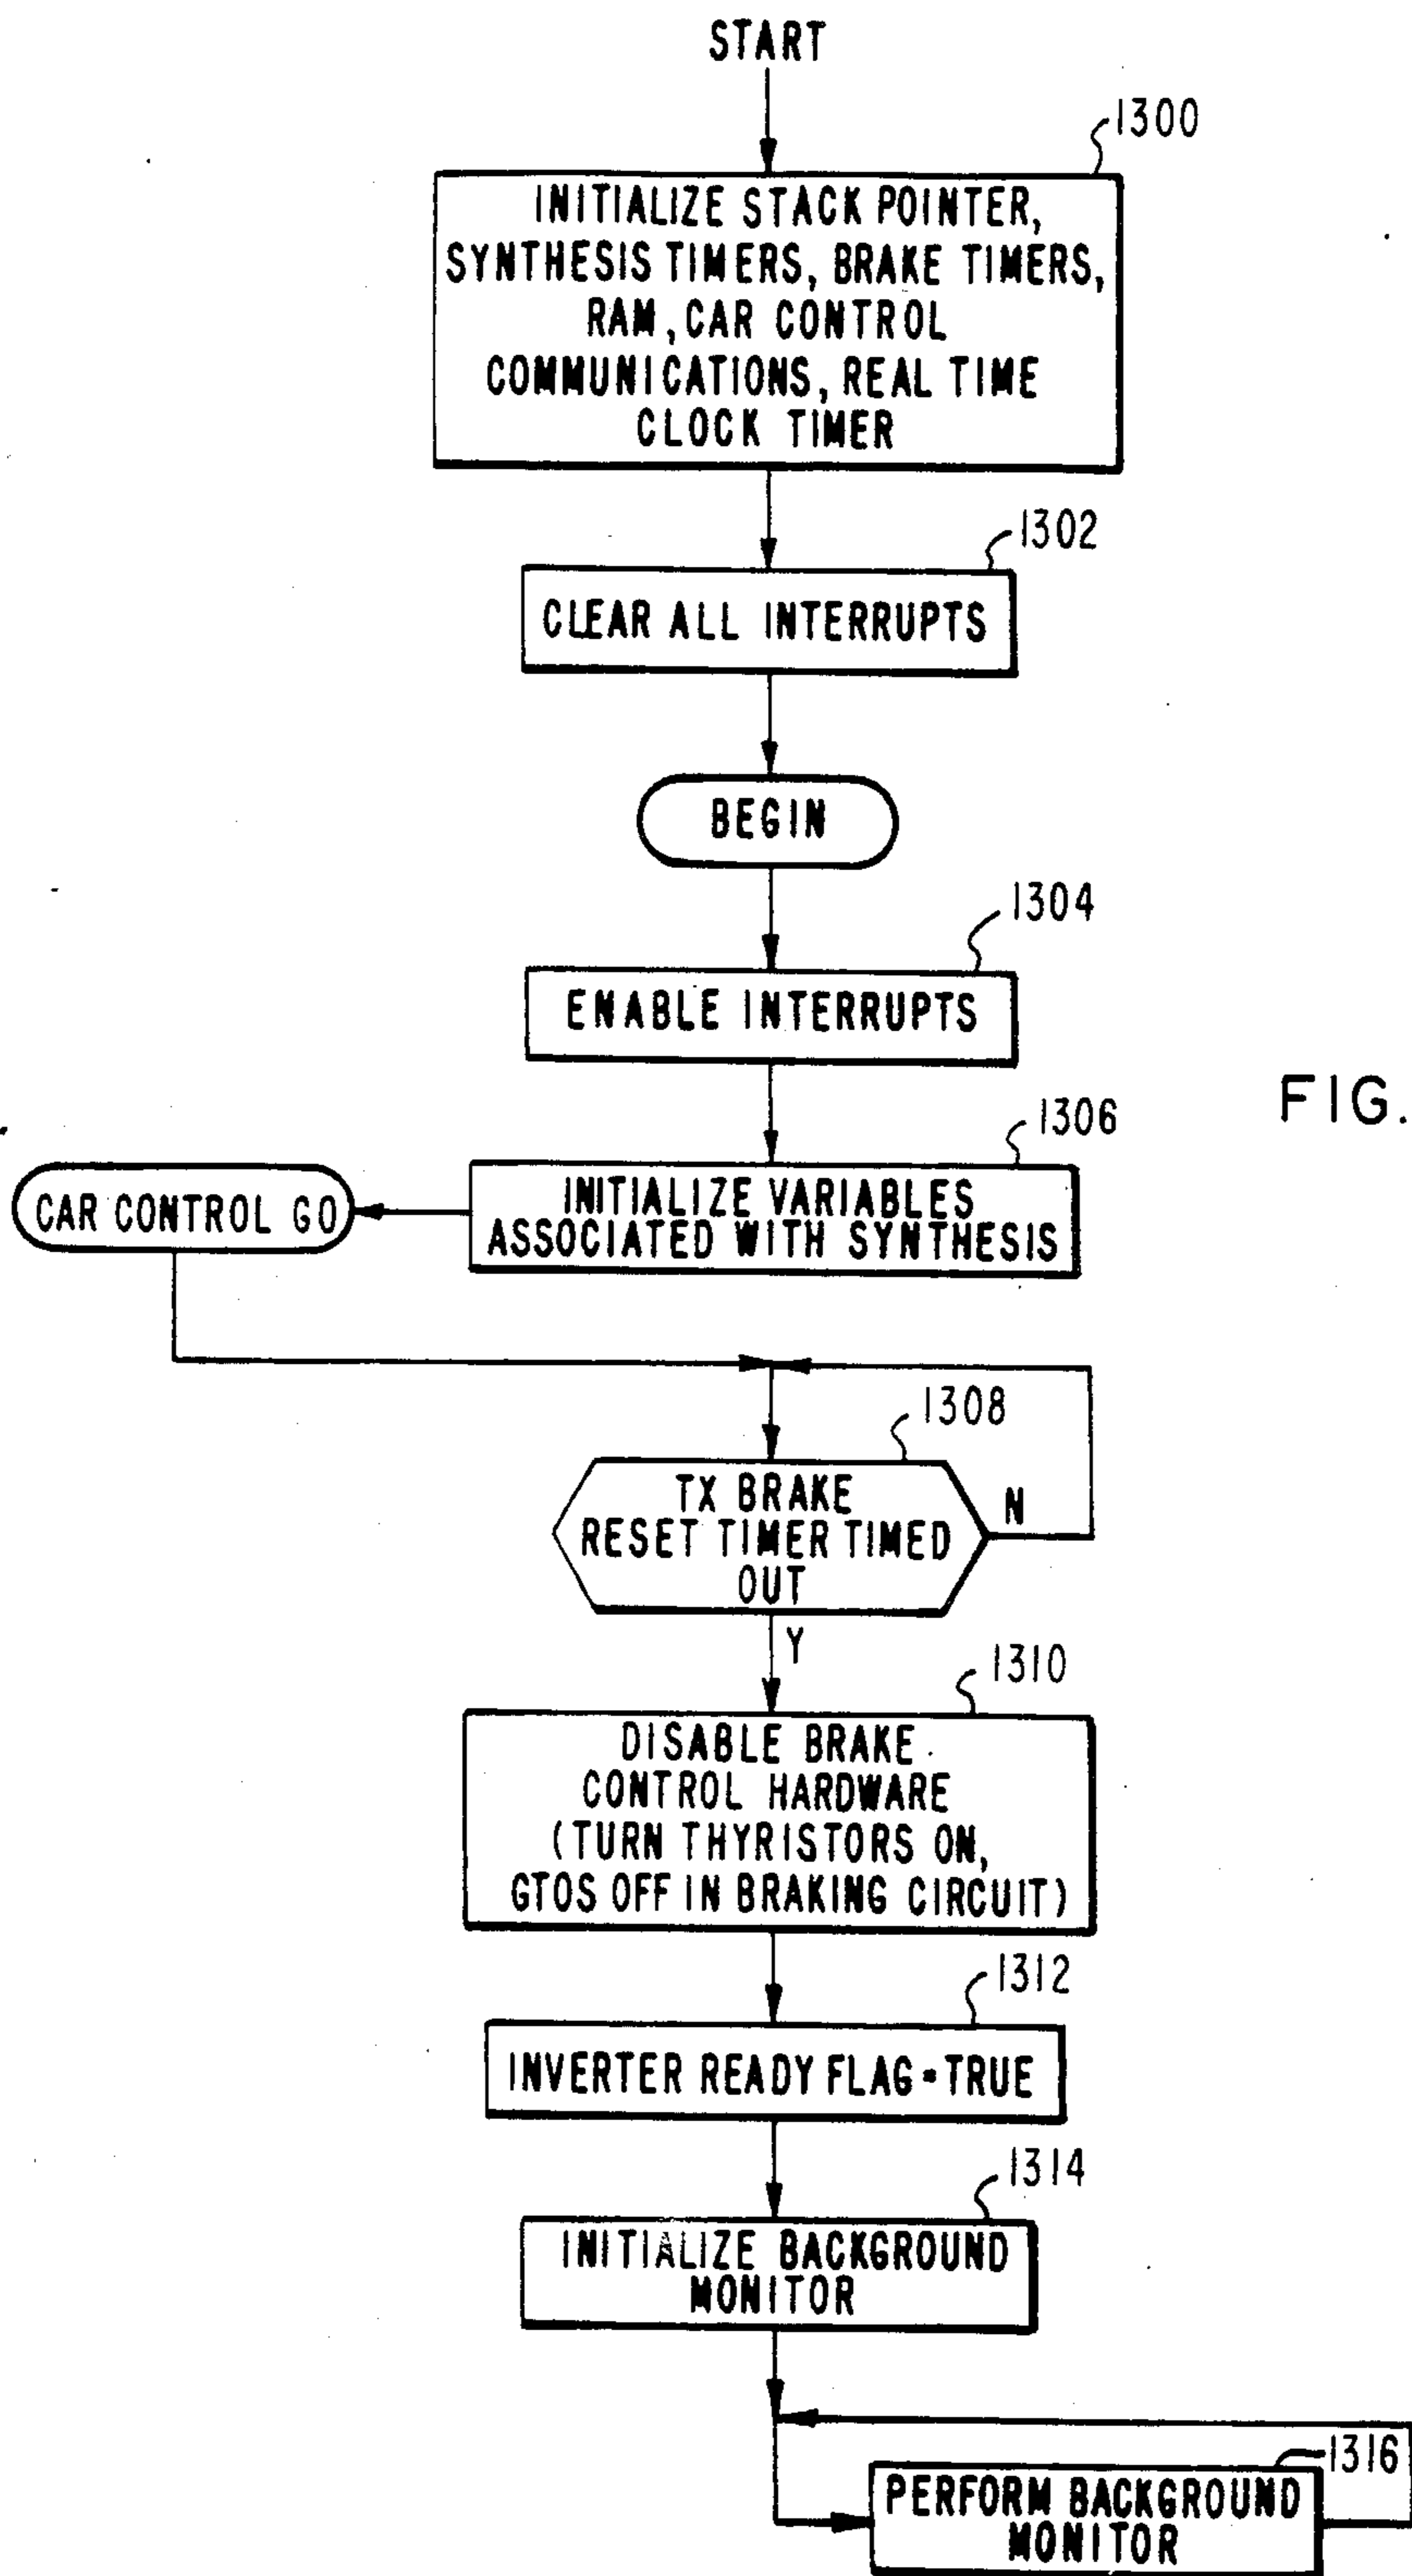 START
1300
INITIALIZE STACK POINTER,
SYNTHESIS TIMERS, BRAKE TIMERS,
RAM, CAR CONTROL
COMMUNICATIONS, REAL TIME
CLOCK TIMER
1302
CLEAR ALL INTERRUPTS
BEGIN
1304
ENABLE INTERRUPTS
FIG.
1306
CAR CONTROL GO
INITIALIZE VARIABLES
ASSOCIATED WITH SYNTHESIS
1308
TX BRAKE
RESET TIMER TIMED
OUT
N
Y
1310
DISABLE BRAKE
CONTROL HARDWARE
(TURN THYRISTORS ON,
GTOS OFF IN BRAKING CIRCUIT)
1312
INVERTER READY FLAG=TRUE
1314
INITIALIZE BACKGROUND
MONITOR
1316
PERFORM BACKGROUND
MONITOR